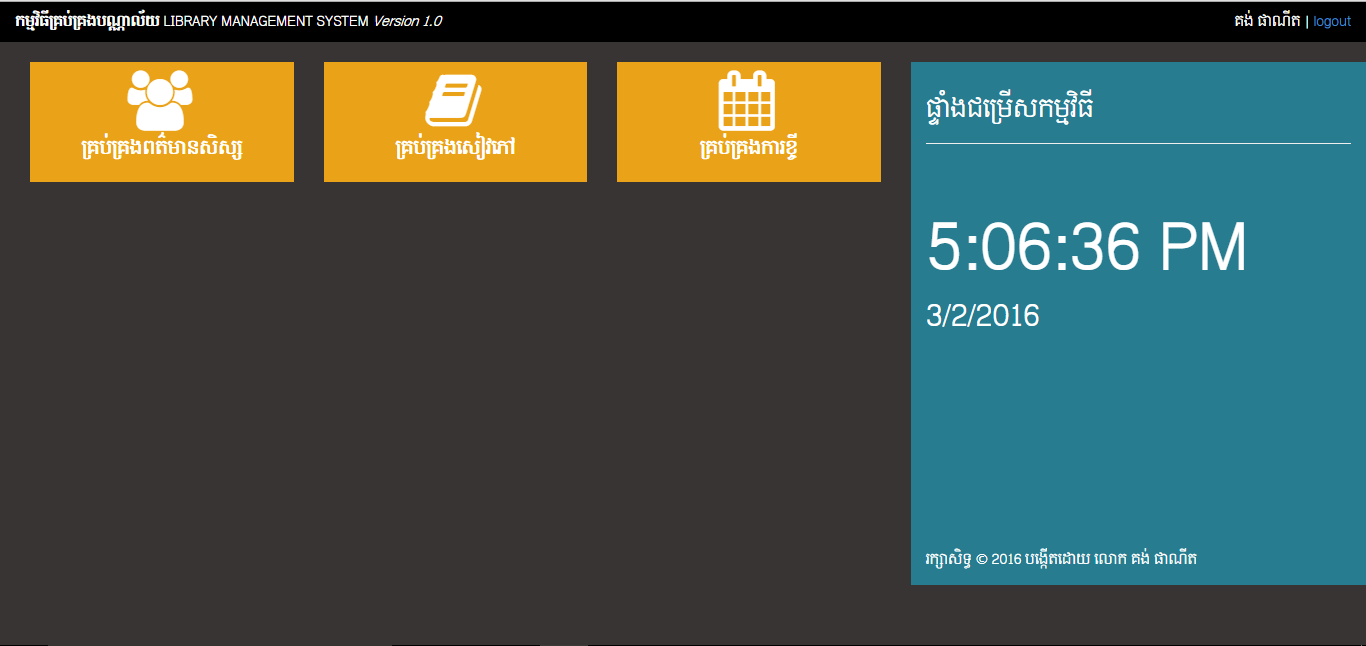 កម្មវិធីគ្រប់គ្រងបណ្ណាល័យ LIBRARY MANAGEMENT SYSTEM Version 1.0
គង់ ផាណីត | logout
គ្រប់គ្រងពត៌មានសិស្ស
គ្រប់គ្រងសៀវភៅ
គ្រប់គ្រងការខ្ចី
ផ្ទាំងជម្រើសកម្មវិធី
5:06:36 PM
3/2/2016
រក្សាសិទ្ធ © 2016 បង្កើតដោយ លោក គង់ ផាណីត